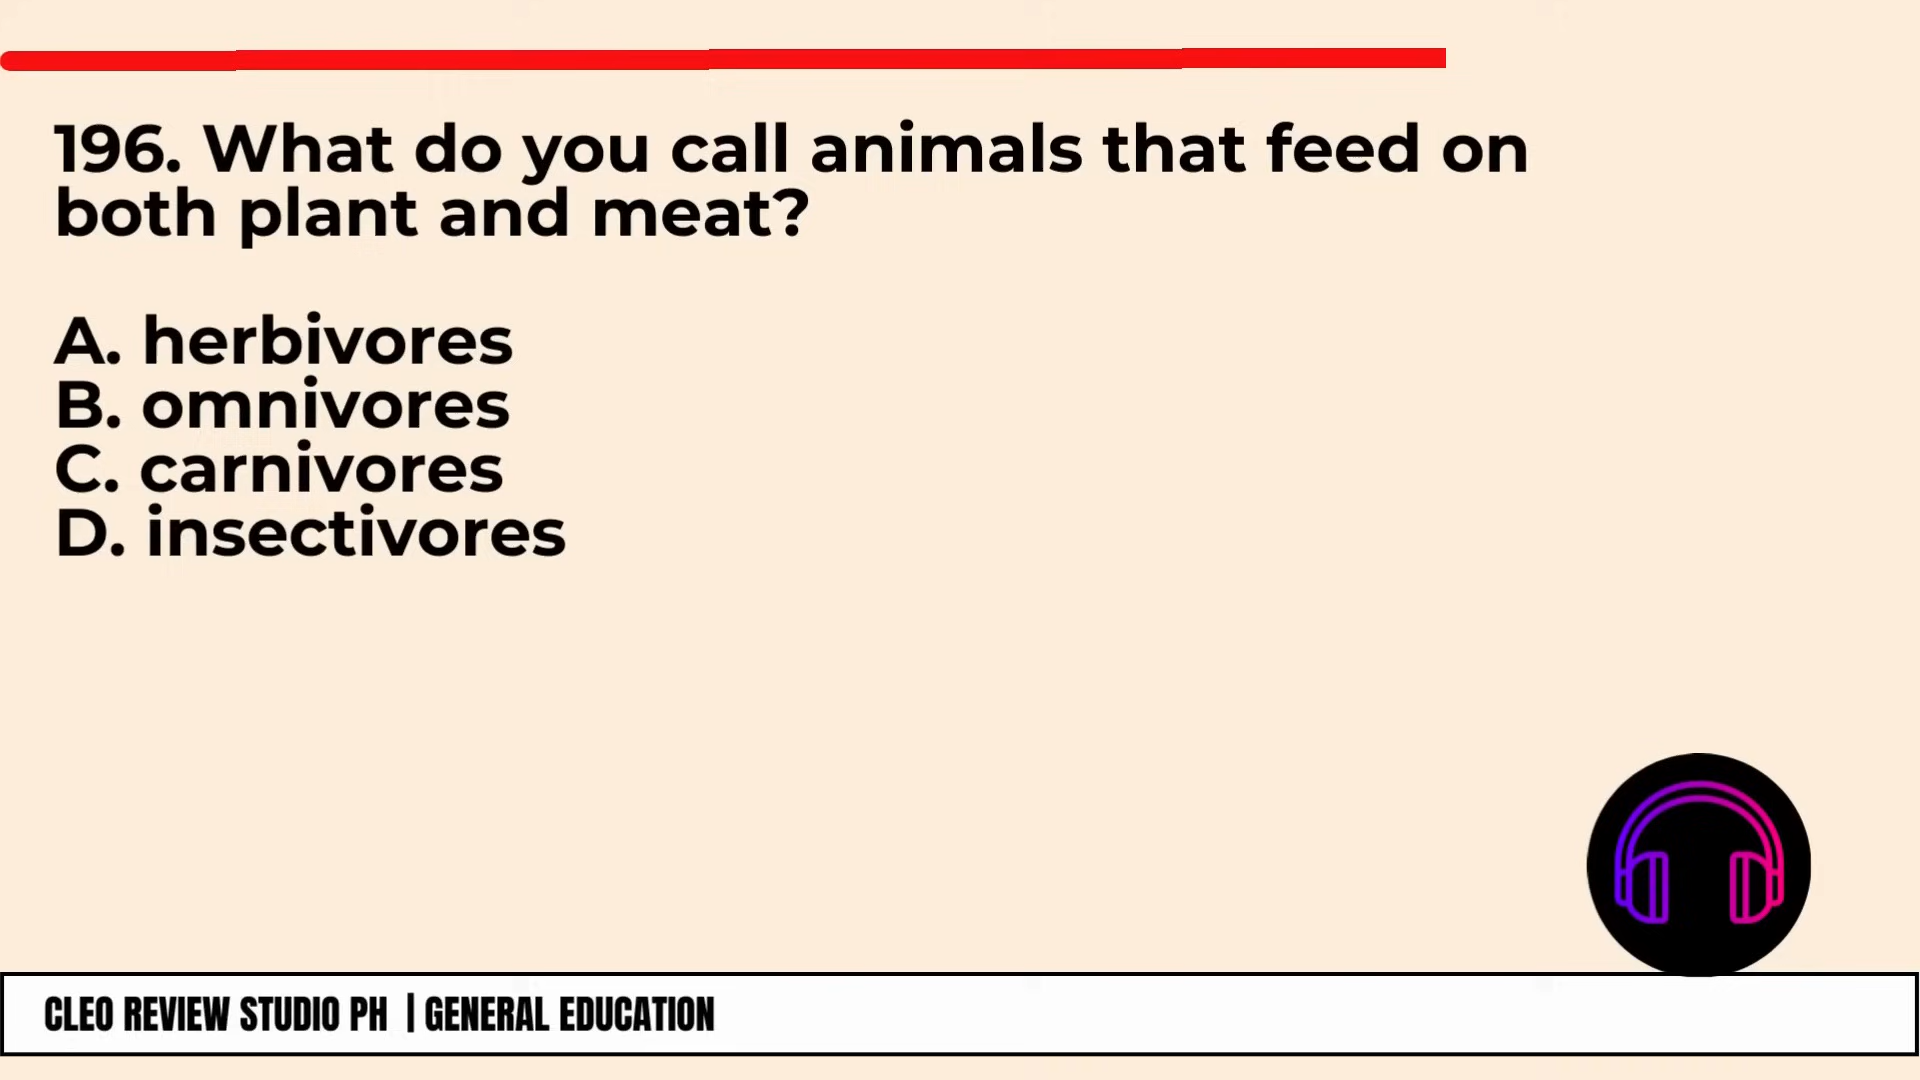 196. What do you call animals that feed on
both plant and meat?
A. herbivores
B. omnivores
C. carnivores
D. insectivores
CLEO REVIEW STUDIO PH | GENERAL EDUCATION